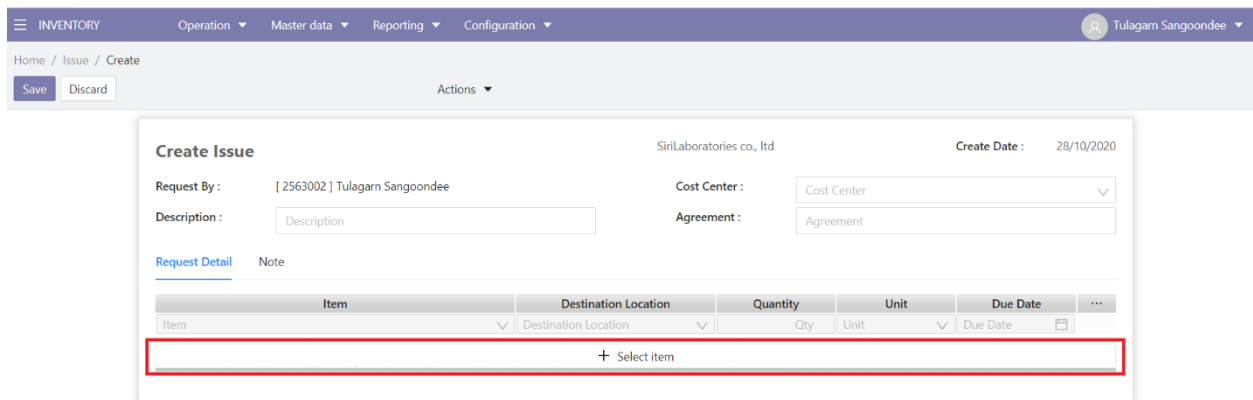 INVENTORY Operation Master data Reporting Configuration Tulagarn Sangoondee
Home / Issue / Create
Save Discard Actions
Create Issue SiriLaboratories co., ltd Create Date : 28/10/2020
Request By : [ 2563002 ] Tulagarn Sangoondee Cost Center : Cost Center
Description : Description Agreement : Agreement
Request Detail Note
Item Destination Location Quantity Unit Due Date ...
Item Destination Location Qty Unit Due Date
+ Select item